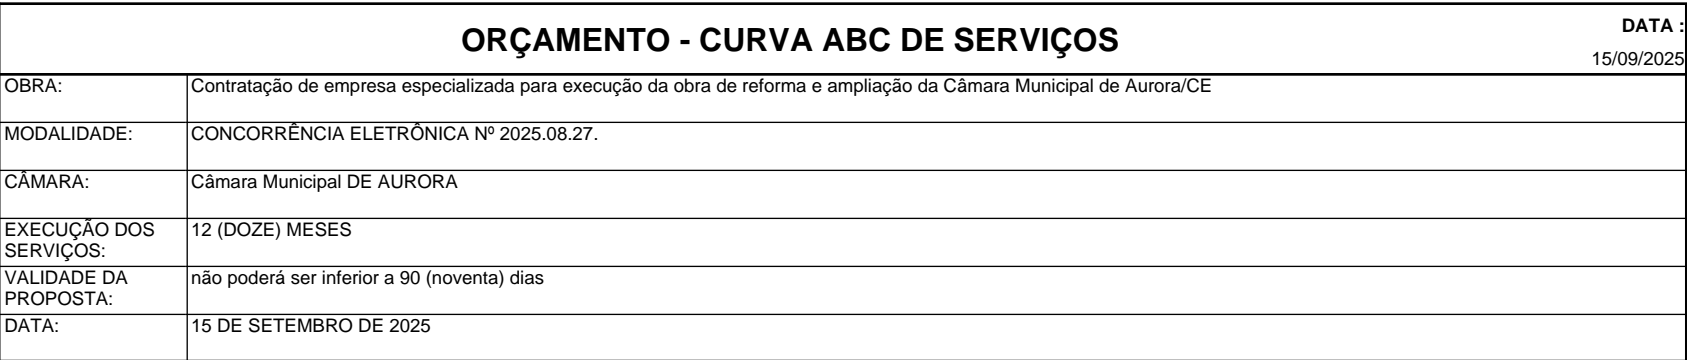 ORÇAMENTO - CURVA ABC DE SERVIÇOS
DATA :
15/09/2025
OBRA: Contratação de empresa especializada para execução da obra de reforma e ampliação da Câmara Municipal de Aurora/CE
MODALIDADE: CONCORRÊNCIA ELETRÔNICA Nº 2025.08.27.
CÂMARA: Câmara Municipal DE AURORA
EXECUÇÃO DOS SERVIÇOS: 12 (DOZE) MESES
VALIDADE DA PROPOSTA: não poderá ser inferior a 90 (noventa) dias
DATA: 15 DE SETEMBRO DE 2025